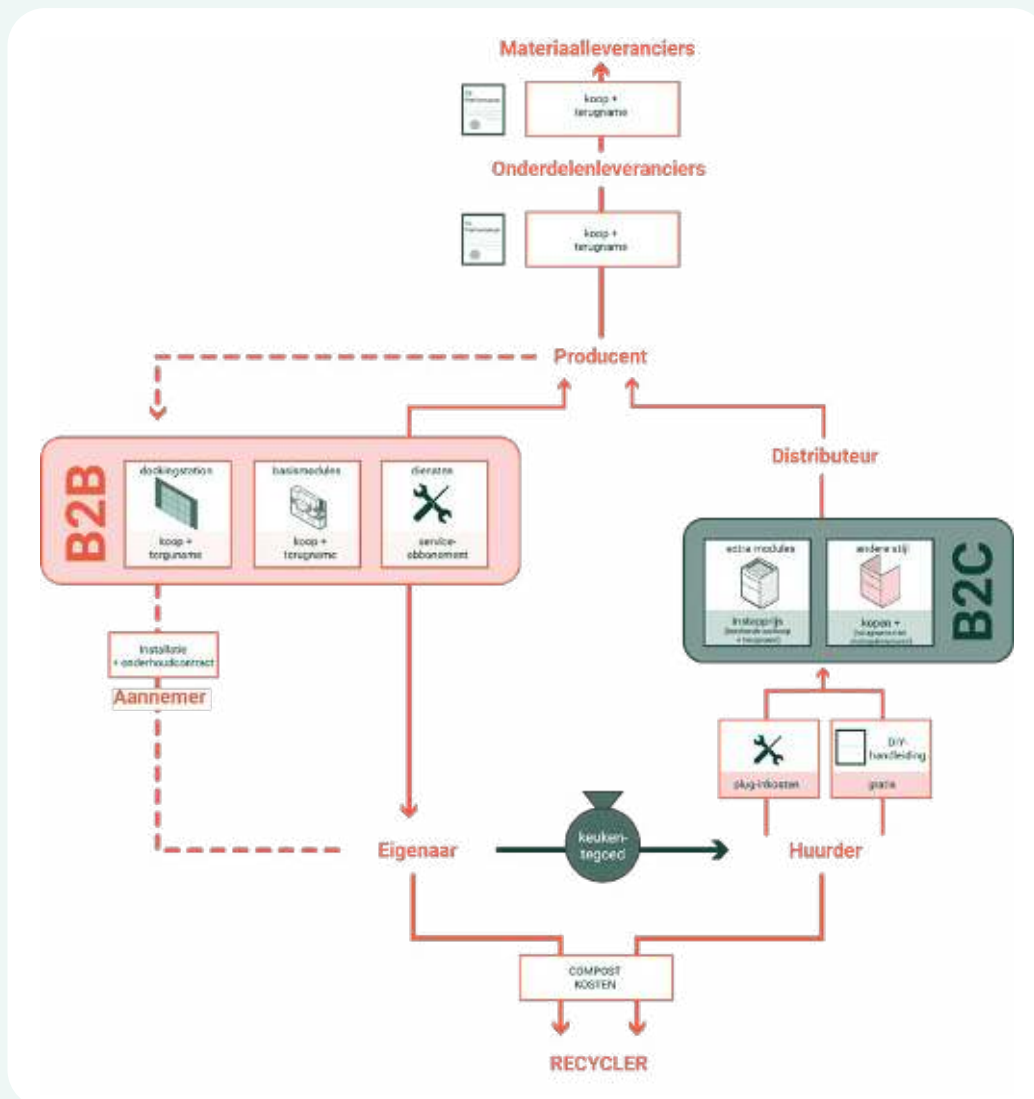 Materiaalleveranciers
koop +
terugname
Onderdelenleveranciers
koop +
terugname
Producent
B2B
dockingstation
koop +
terguname
basismodules
koop +
terugname
diensten
service-
abbonement
Distributeur
B2C
extra modules
Instapprijs
andere stijl
kopen +
Installatie
+ onderhoudcontract
Aannemer
plug-inkosten
DIY-
handleiding
gratis
Eigenaar
keuken-
tegoed
Huurder
COMPOST
KOSTEN
RECYCLER